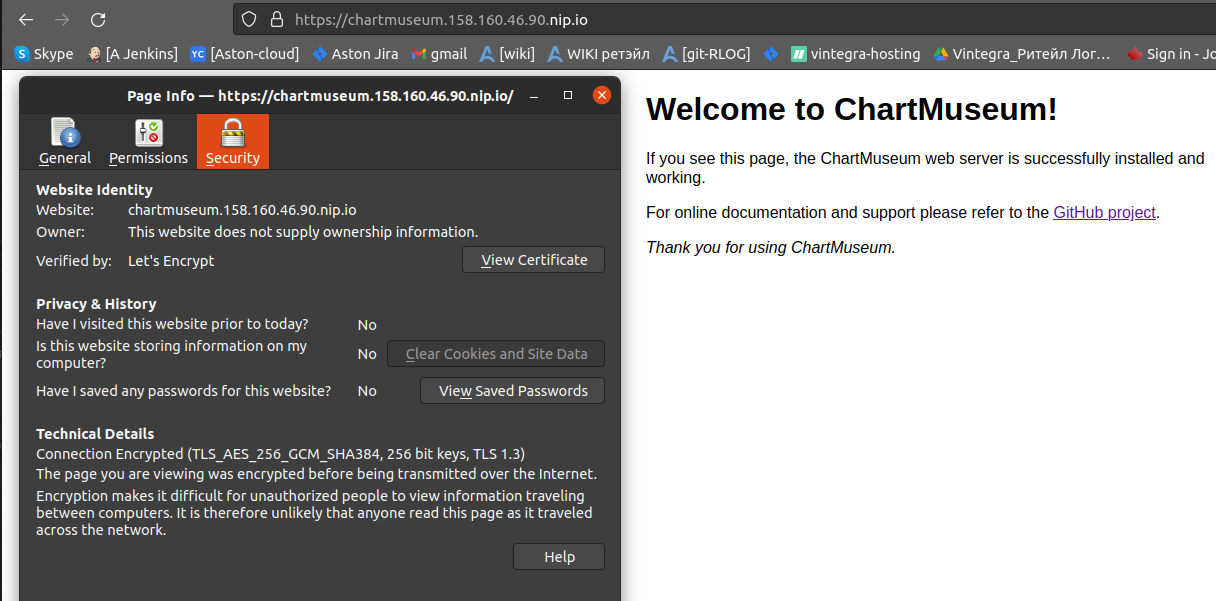 https://chartmuseum.158.160.46.90.nip.io
Skype [A Jenkins] YC [Aston-cloud] Aston Jira gmail [wiki] WIKI ретэйл [git-RLOG] vintegra-hosting Vintegra_Ритейл Лог... Sign in - Jo
Page Info — https://chartmuseum.158.160.46.90.nip.io/
General Permissions Security
Website Identity
Website: chartmuseum.158.160.46.90.nip.io
Owner: This website does not supply ownership information.
Verified by: Let's Encrypt View Certificate
Privacy & History
Have I visited this website prior to today? No
Is this website storing information on my
computer? No Clear Cookies and Site Data
Have I saved any passwords for this website? No View Saved Passwords
Technical Details
Connection Encrypted (TLS_AES_256_GCM_SHA384, 256 bit keys, TLS 1.3)
The page you are viewing was encrypted before being transmitted over the Internet.
Encryption makes it difficult for unauthorized people to view information traveling
between computers. It is therefore unlikely that anyone read this page as it traveled
across the network.
Help
Welcome to ChartMuseum!
If you see this page, the ChartMuseum web server is successfully installed and
working.
For online documentation and support please refer to the GitHub project.
Thank you for using ChartMuseum.